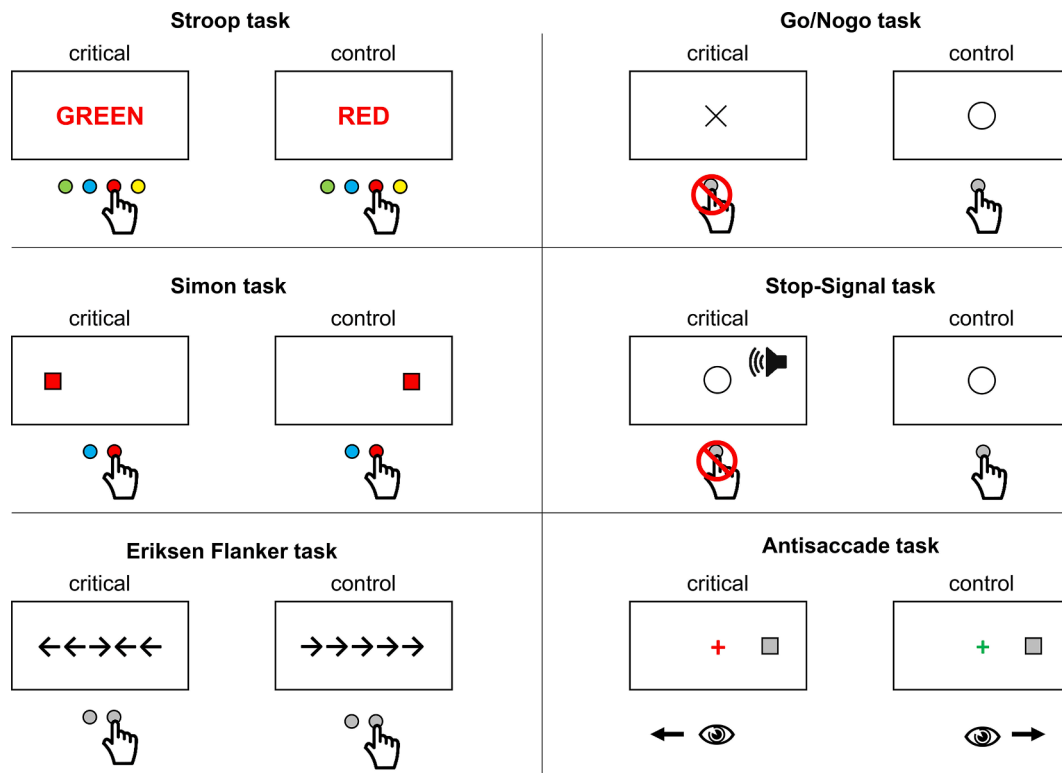 Stroop task
critical
control
GREEN
RED
Go/Nogo task
critical
control
Simon task
critical
control
Stop-Signal task
critical
control
Eriksen Flanker task
critical
control
Antisaccade task
critical
control